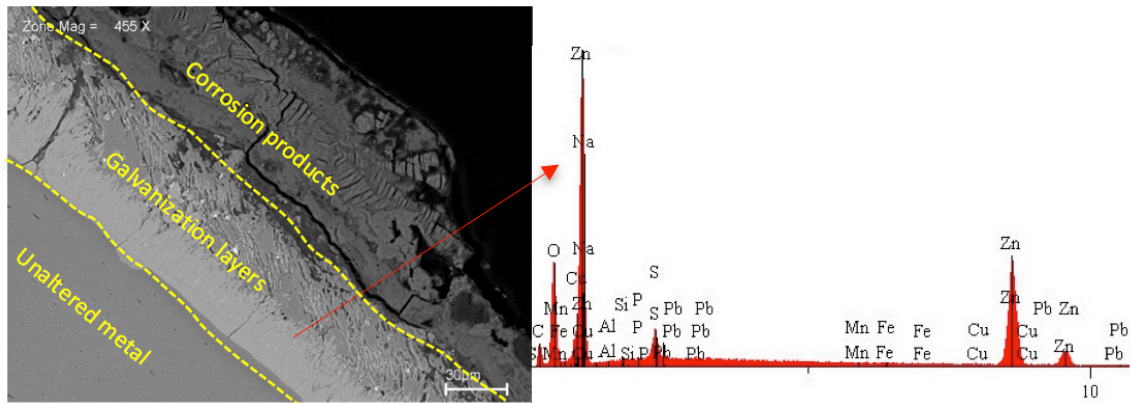 Zone Mag = 455 X
Corrosion products
Galvanization layers
Unaltered metal
30μm
Zn
Na
O Na
Zn
S
Cu
Zn Si P
Zn
Mn S Pb Pb Pb Zn
C Fe Cu Al P Pb Pb Mn Fe Fe Cu Cu Pb
S Mn Cu Al Si P Pb Pb Mn Fe Fe Cu Cu Zn Pb
10